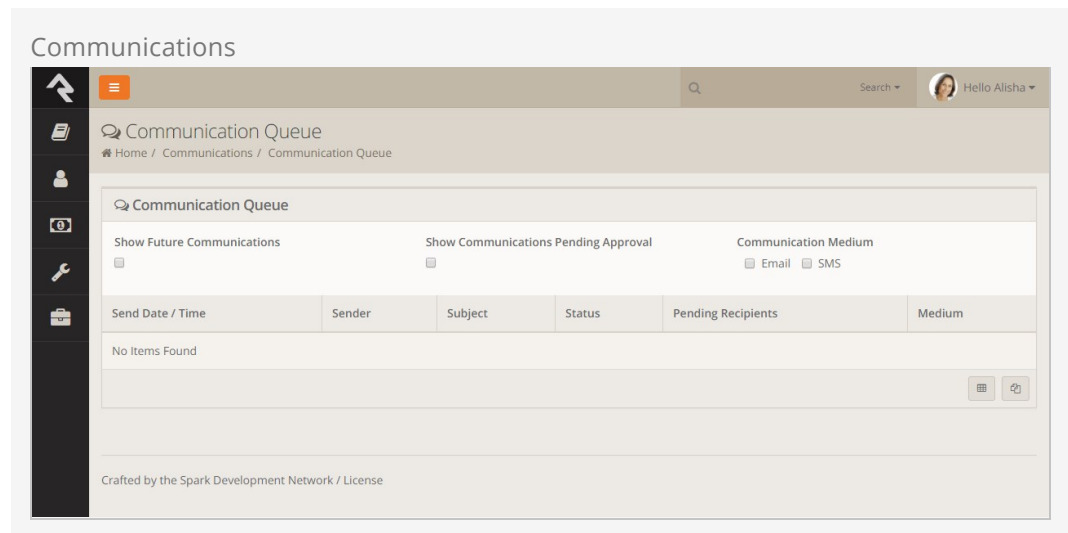 Communications
Search
Hello Alisha
Communication Queue
Home / Communications / Communication Queue
Communication Queue
Show Future Communications Show Communications Pending Approval Communication Medium
Email SMS
Send Date / Time Sender Subject Status Pending Recipients Medium
No Items Found
Crafted by the Spark Development Network / License